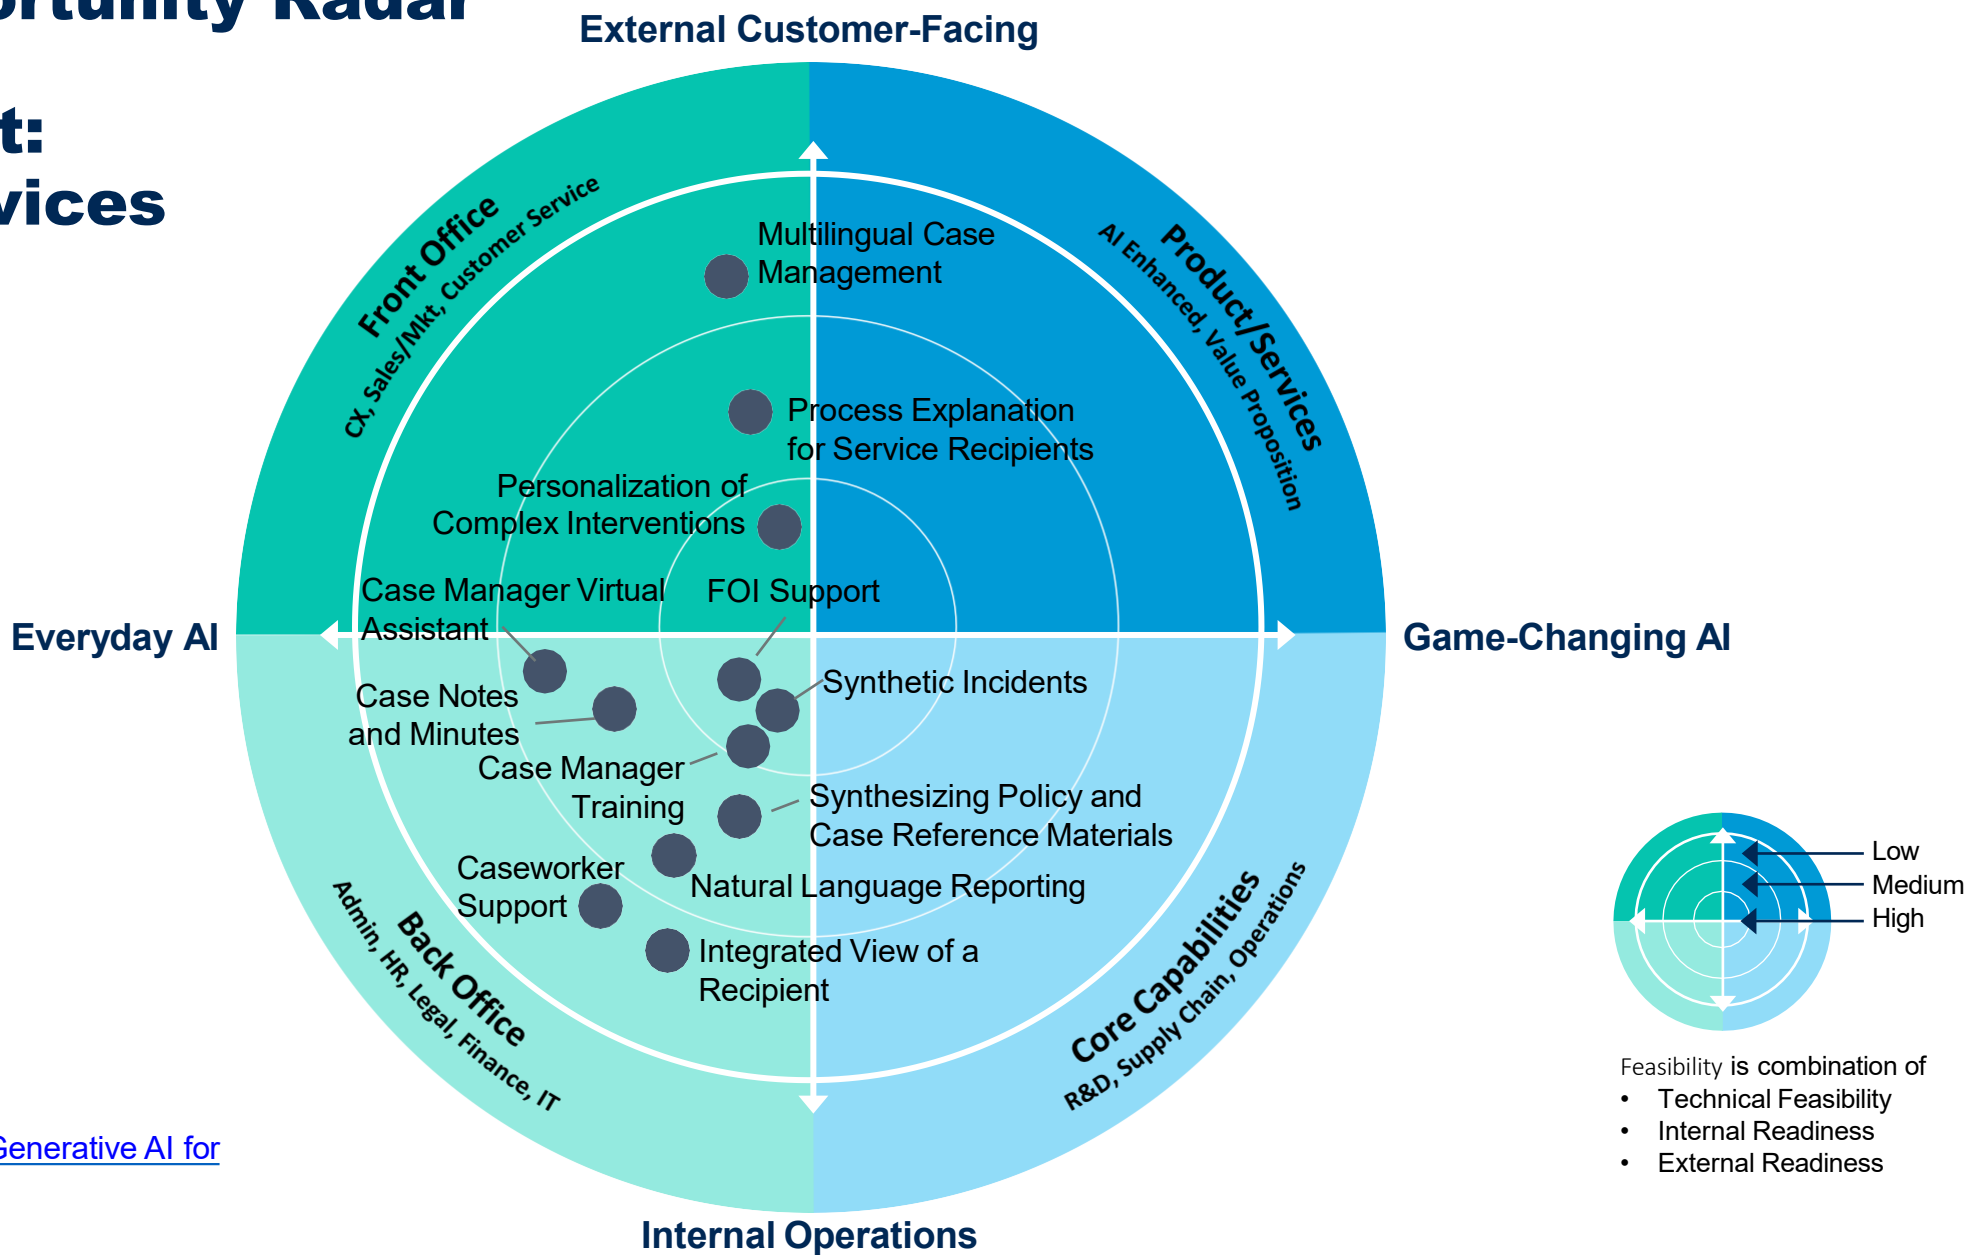 Radar
External Customer-Facing
Front Office
CX, Sales/Mkt, Customer Service
Product/Services
AI Enhanced, Value Proposition
Multilingual Case
Management
Process Explanation
for Service Recipients
Personalization of
Complex Interventions
Case Manager Virtual
Assistant
FOI Support
Everyday AI
Game-Changing AI
Synthetic Incidents
Case Notes
and Minutes
Case Manager
Training
Synthesizing Policy and
Case Reference Materials
Caseworker
Support
Natural Language Reporting
Integrated View of a
Recipient
Back Office
Admin, HR, Legal, Finance, IT
Core Capabilities
R&D, Supply Chain, Operations
Internal Operations
Generative AI for
Low
Medium
High
Feasibility is combination of
• Technical Feasibility
• Internal Readiness
• External Readiness